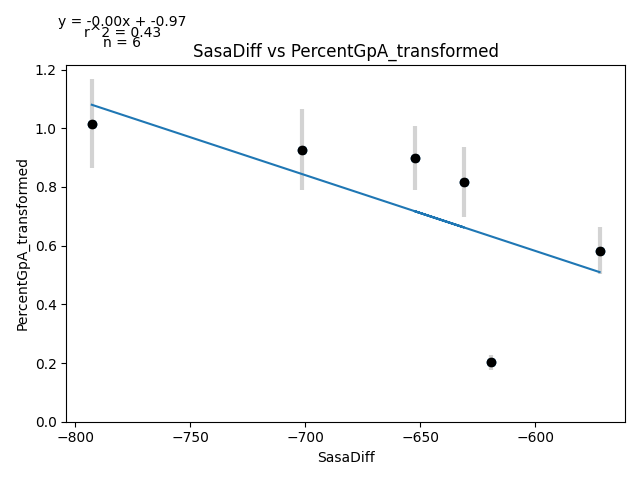 y = -0.00x + -0.97
r^2 = 0.43
n = 6
SasaDiff vs PercentGpA_transformed
1.2
1.0
0.8
0.6
0.4
0.2
0.0
PercentGpA_transformed
−800
−750
−700
−650
−600
SasaDiff